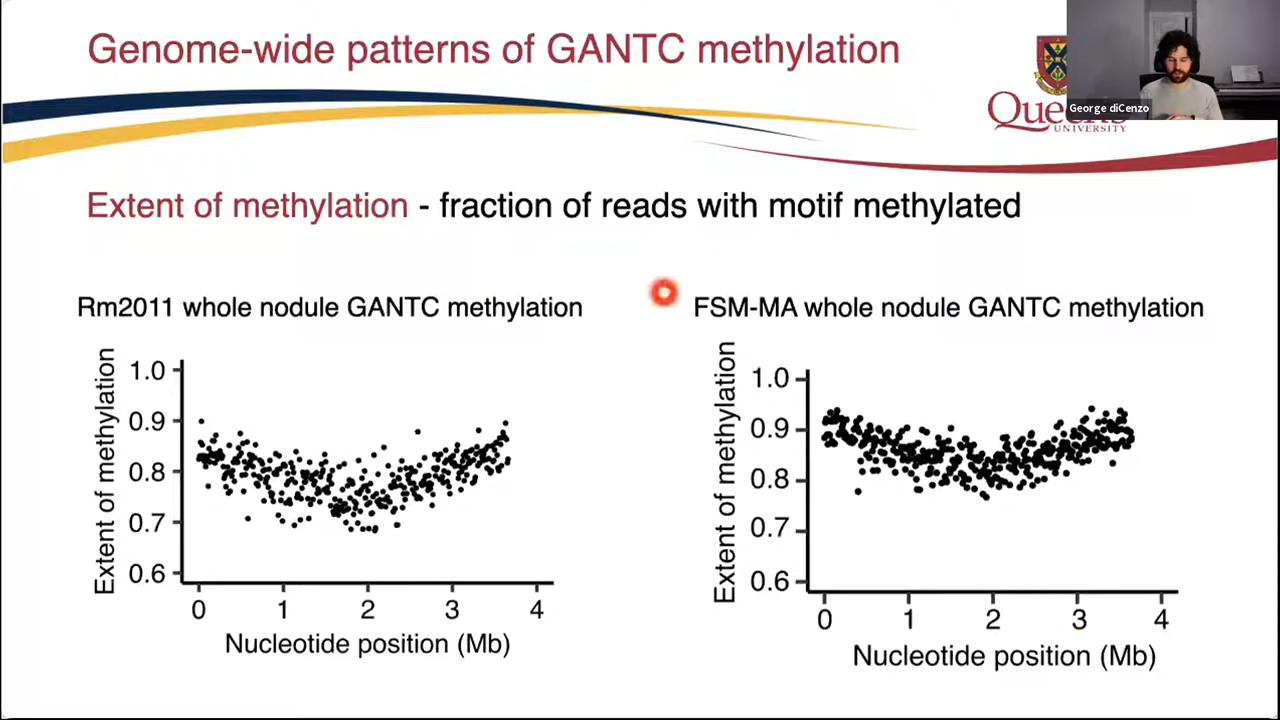 Genome-wide patterns of GANTC methylation
George diCenzo
UNIVERSITY
Extent of methylation - fraction of reads with motif methylated
Rm2011 whole nodule GANTC methylation
Extent of methylation
1.0
0.9
0.8
0.7
0.6
0 1 2 3 4
Nucleotide position (Mb)
FSM-MA whole nodule GANTC methylation
Extent of methylation
1.0
0.9
0.8
0.7
0.6
0 1 2 3 4
Nucleotide position (Mb)